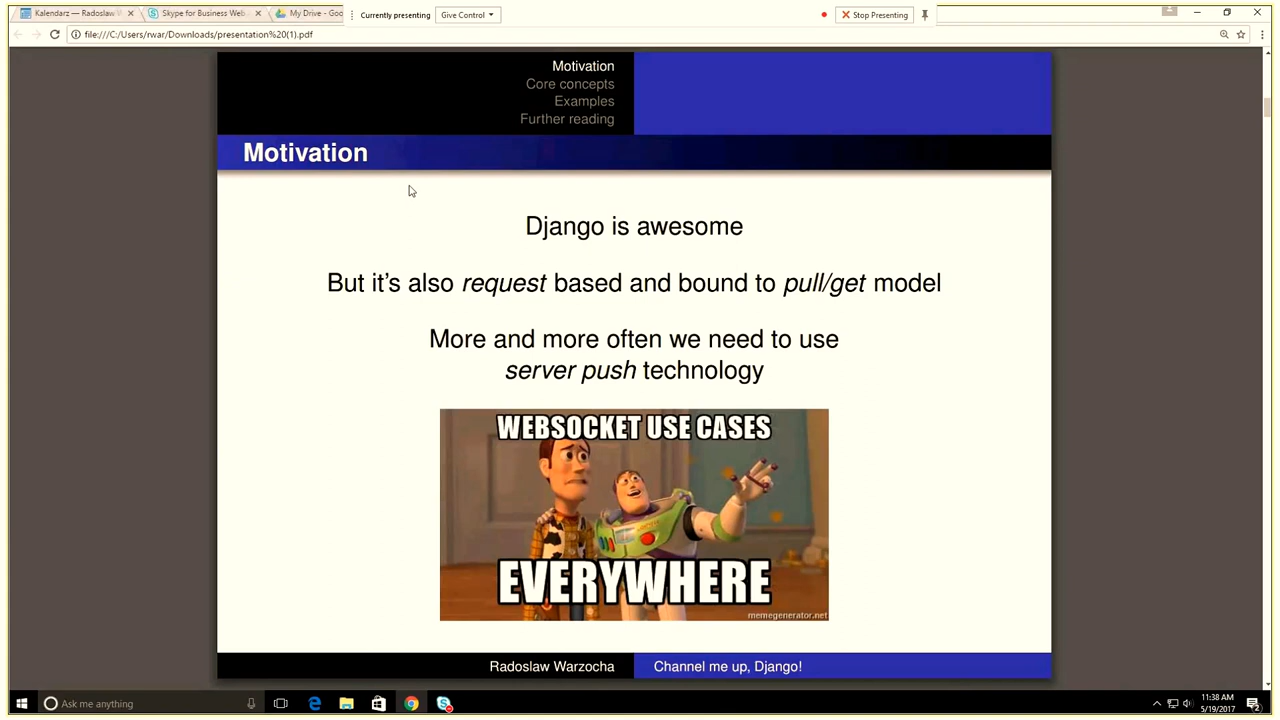 Kalendarz — Radoslaw W
Skype for Business Web
My Drive - Goo
Currently presenting
Give Control
Stop Presenting
file:///C:/Users/rwar/Downloads/presentation%20(1).pdf
Motivation
Core concepts
Examples
Further reading
Motivation
Django is awesome
But it's also request based and bound to pull/get model
More and more often we need to use
server push technology
WEBSOCKET USE CASES
EVERYWHERE
memegenerator.net
Radoslaw Warzocha
Channel me up, Django!
Ask me anything
11:38 AM
5/19/2017
2